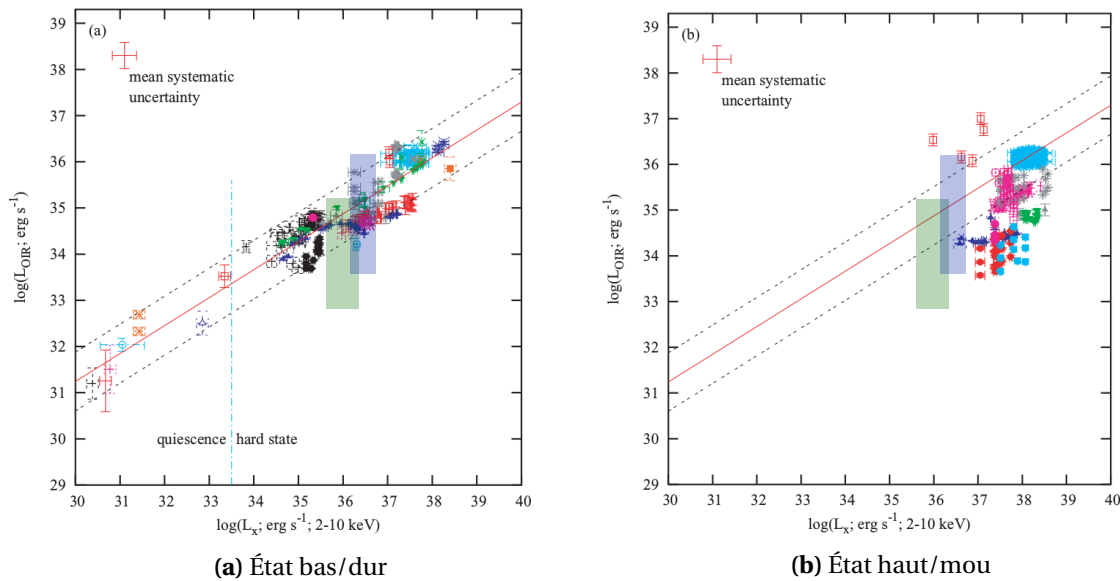 (a)
mean systematic
uncertainty
log(L_OIR; erg s^-1)
39
38
37
36
35
34
33
32
31
30
29
quiescence
hard state
30 31 32 33 34 35 36 37 38 39 40
log(L_x; erg s^-1; 2-10 keV)
(a) État bas/dur
(b)
mean systematic
uncertainty
log(L_OIR; erg s^-1)
39
38
37
36
35
34
33
32
31
30
29
30 31 32 33 34 35 36 37 38 39 40
log(L_x; erg s^-1; 2-10 keV)
(b) État haut/mou